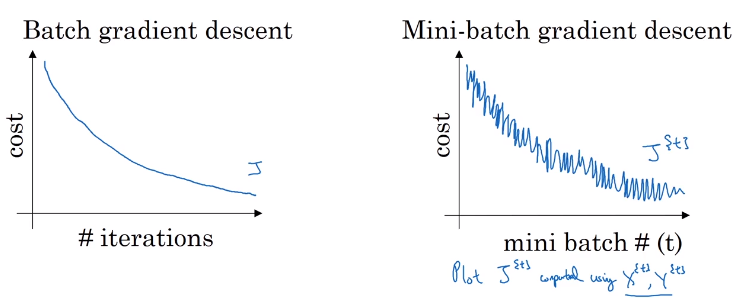 Batch gradient descent
cost
J
# iterations
Mini-batch gradient descent
cost
J^{t}
mini batch # (t)
Plot J^{t} computed using X^{t}, Y^{t}